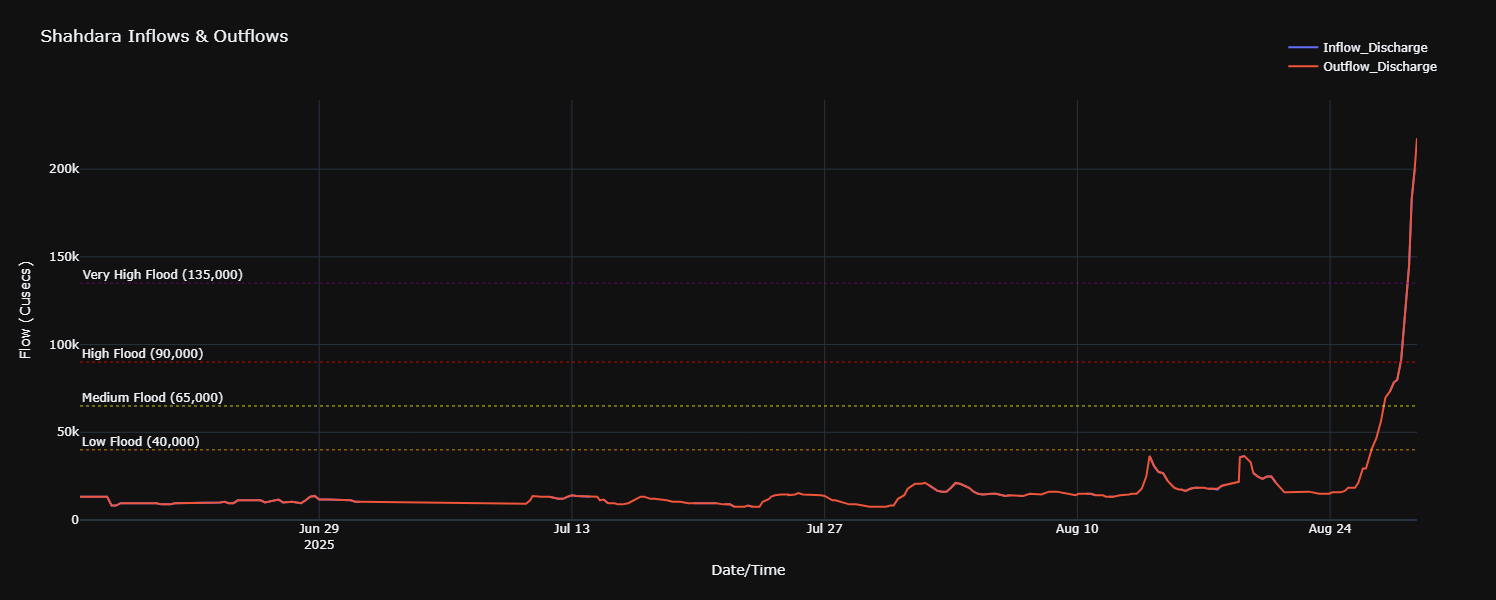 Shahdara Inflows & Outflows
Inflow_Discharge
Outflow_Discharge
Flow (Cusecs)
200k
150k
Very High Flood (135,000)
100k
High Flood (90,000)
Medium Flood (65,000)
50k
Low Flood (40,000)
0
Jun 29
2025
Jul 13
Jul 27
Aug 10
Aug 24
Date/Time